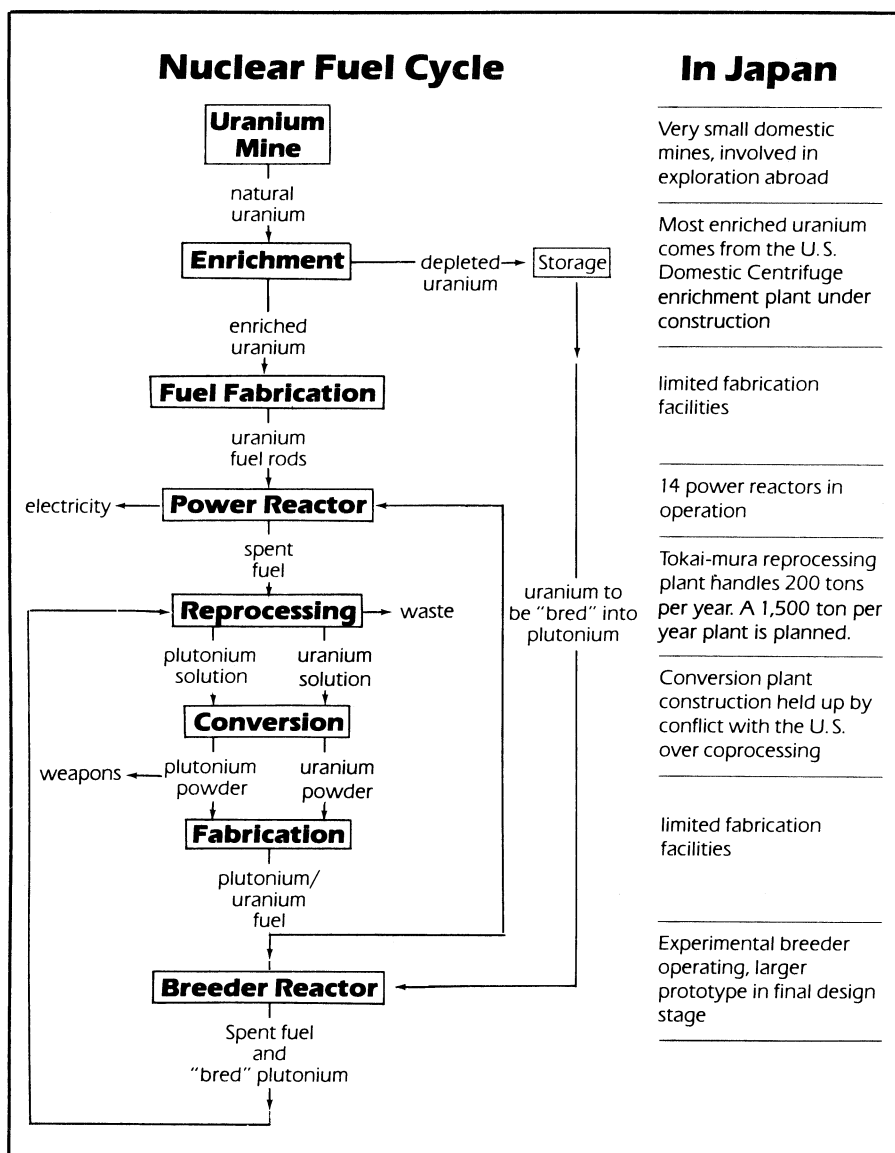 Nuclear Fuel Cycle
Uranium
Mine
natural
uranium
Enrichment
depleted
uranium
Storage
enriched
uranium
Fuel Fabrication
uranium
fuel rods
electricity
Power Reactor
spent
fuel
uranium to
be "bred" into
plutonium
Reprocessing
waste
plutonium
solution
uranium
solution
Conversion
weapons
plutonium
powder
uranium
powder
Fabrication
plutonium/
uranium
fuel
Breeder Reactor
Spent fuel
and
"bred" plutonium
In Japan
Very small domestic
mines, involved in
exploration abroad
Most enriched uranium
comes from the U.S.
Domestic Centrifuge
enrichment plant under
construction
limited fabrication
facilities
14 power reactors in
operation
Tokai-mura reprocessing
plant handles 200 tons
per year. A 1,500 ton per
year plant is planned.
Conversion plant
construction held up by
conflict with the U.S.
over coprocessing
limited fabrication
facilities
Experimental breeder
operating, larger
prototype in final design
stage